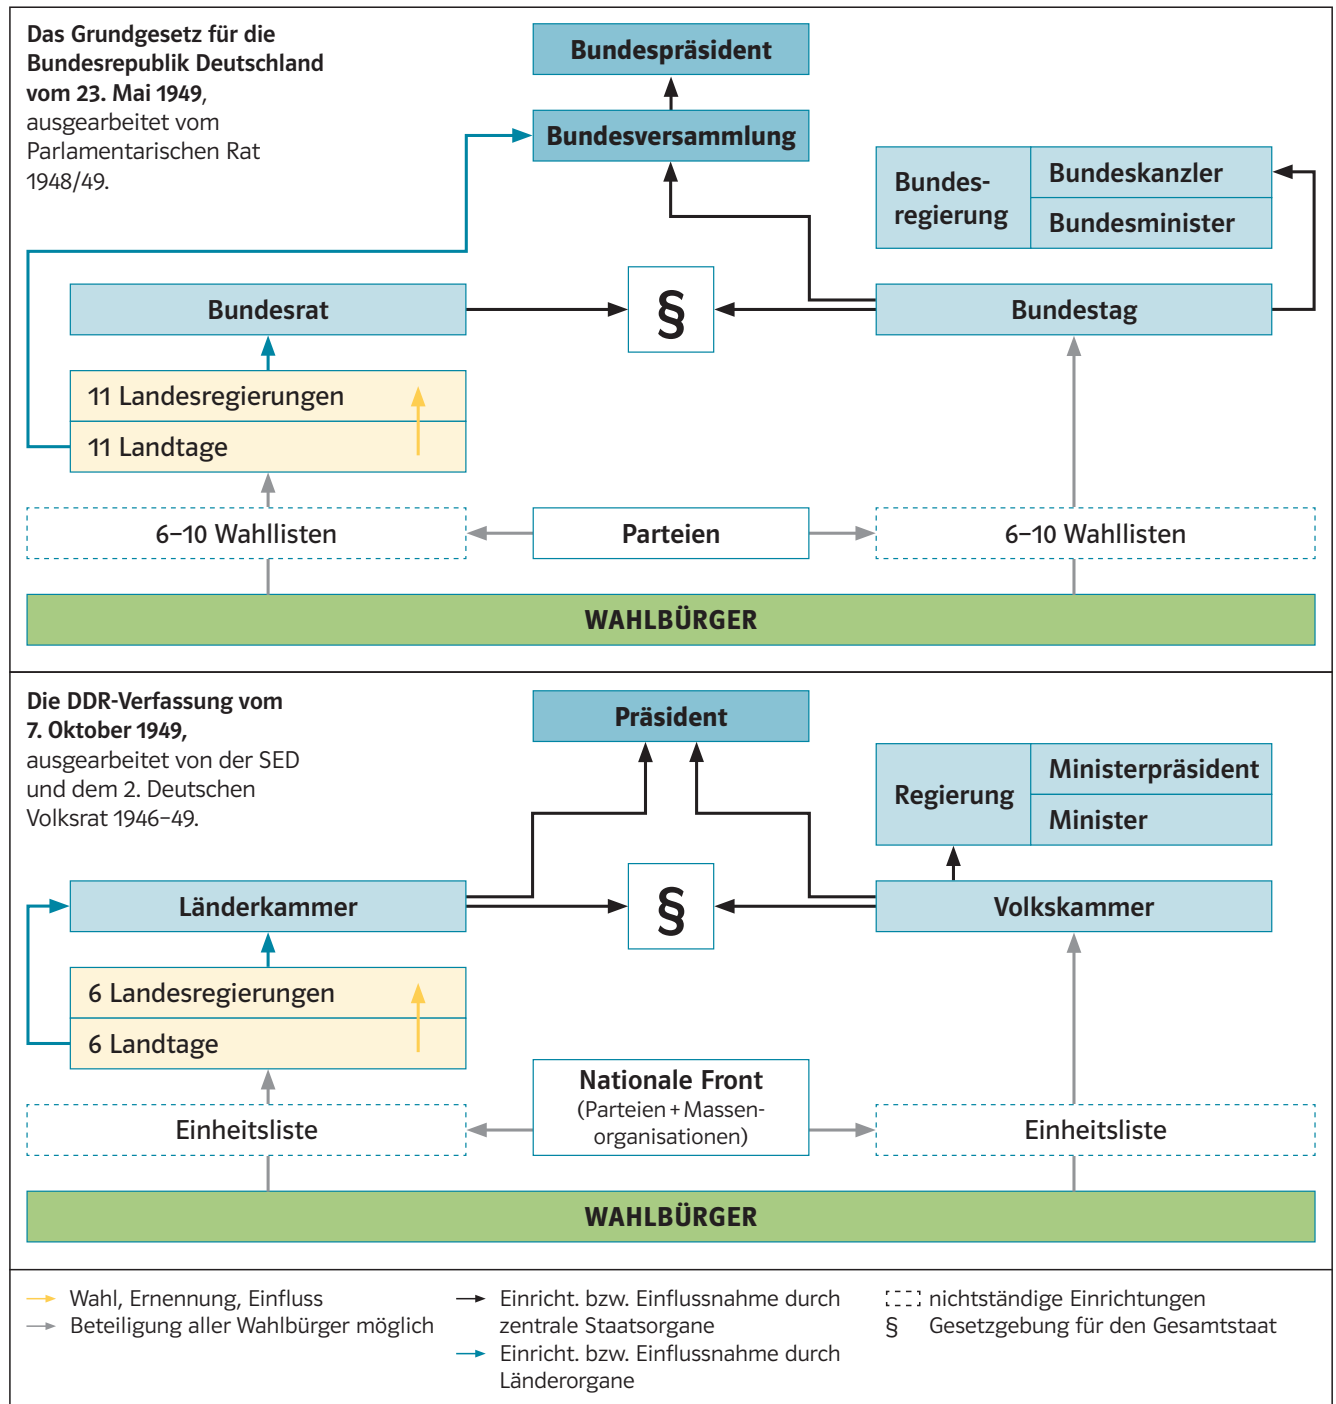 Das Grundgesetz für die
Bundesrepublik Deutschland
vom 23. Mai 1949,
ausgearbeitet vom
Parlamentarischen Rat
1948/49.
Bundespräsident
Bundesversammlung
Bundes-
regierung
Bundeskanzler
Bundesminister
Bundesrat
§
Bundestag
11 Landesregierungen
11 Landtage
6–10 Wahllisten
Parteien
6–10 Wahllisten
WAHLBÜRGER
Die DDR-Verfassung vom
7. Oktober 1949,
ausgearbeitet von der SED
und dem 2. Deutschen
Volksrat 1946–49.
Präsident
Regierung
Ministerpräsident
Minister
Länderkammer
§
Volkskammer
6 Landesregierungen
6 Landtage
Nationale Front
(Parteien + Massen-
organisationen)
Einheitsliste
Einheitsliste
WAHLBÜRGER
Wahl, Ernennung, Einfluss
Beteiligung aller Wahlbürger möglich
Einricht. bzw. Einflussnahme durch
zentrale Staatsorgane
Einricht. bzw. Einflussnahme durch
Länderorgane
nichtständige Einrichtungen
§ Gesetzgebung für den Gesamtstaat